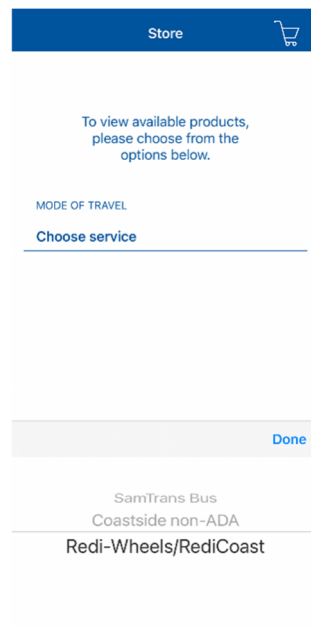 Store
To view available products,
please choose from the
options below.
MODE OF TRAVEL
Choose service
Done
SamTrans Bus
Coastside non-ADA
Redi-Wheels/RediCoast